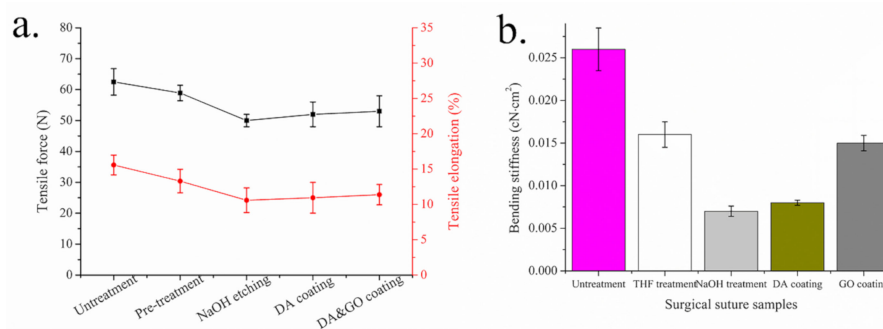 a.
80
70
60
50
40
30
20
10
0
Tensile force (N)
35
30
25
20
15
10
5
0
Tensile elongation (%)
Untreatment
Pre-treatment
NaOH etching
DA coating
DA&GO coating
b.
0.025
0.020
0.015
0.010
0.005
0.000
Bending stiffness (cN·cm²)
Untreatment THF treatment NaOH treatment DA coating GO coatin
Surgical suture samples